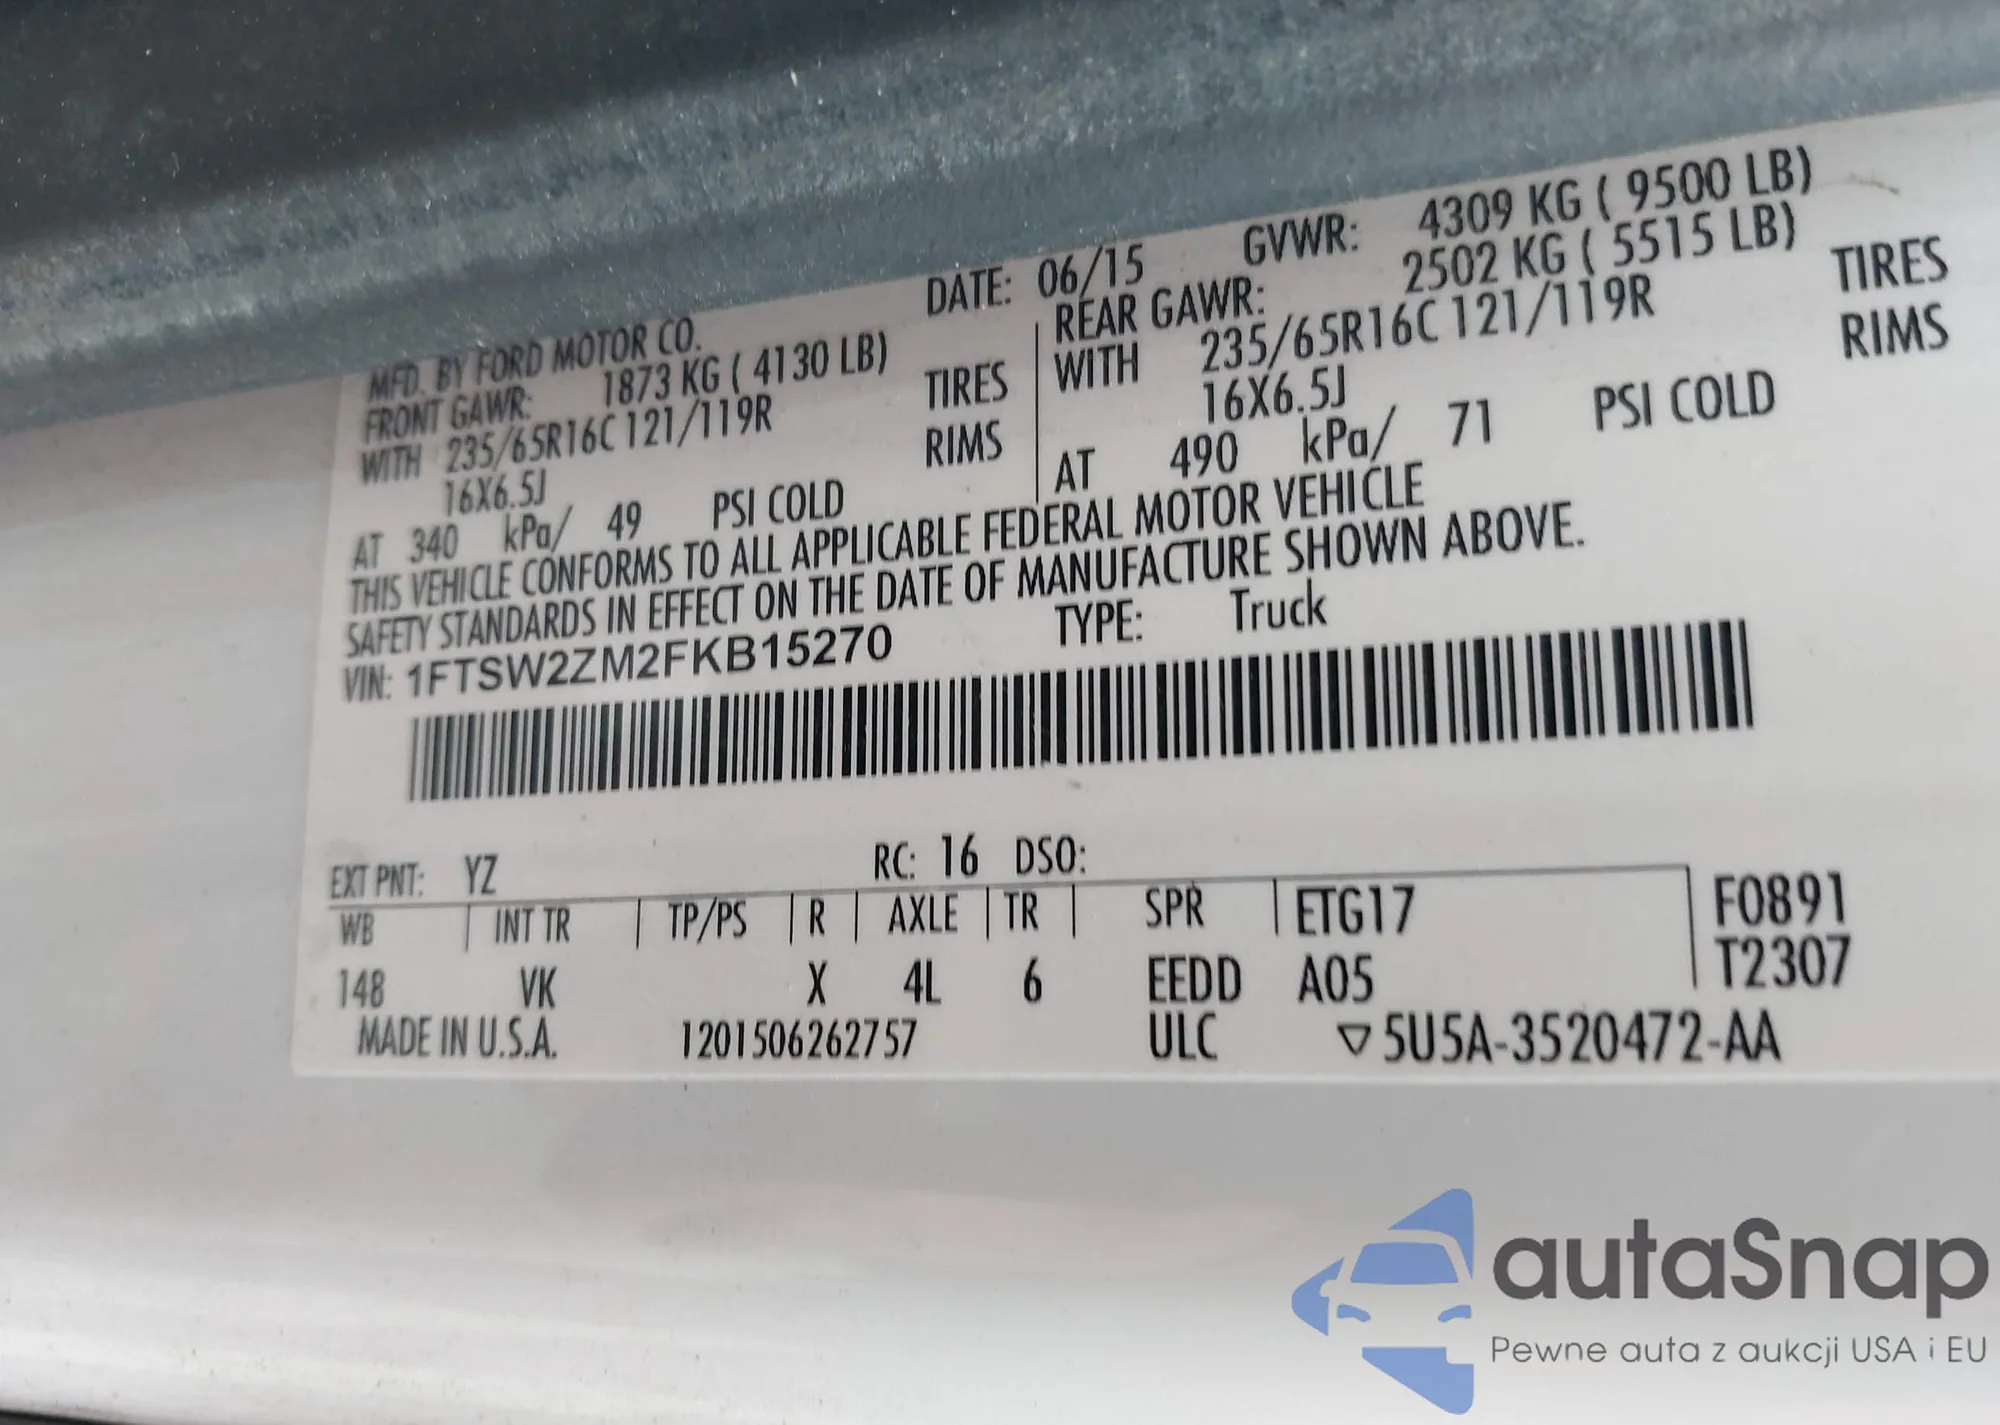 MFD. BY FORD MOTOR CO.
DATE: 06/15
GVWR: 4309 KG ( 9500 LB)
FRONT GAWR: 1873 KG ( 4130 LB)
WITH 235/65R16C 121/119R TIRES
16X6.5J RIMS
AT 340 kPa/ 49 PSI COLD
REAR GAWR: 2502 KG ( 5515 LB)
WITH 235/65R16C 121/119R TIRES
16X6.5J RIMS
AT 490 kPa/ 71 PSI COLD
THIS VEHICLE CONFORMS TO ALL APPLICABLE FEDERAL MOTOR VEHICLE
SAFETY STANDARDS IN EFFECT ON THE DATE OF MANUFACTURE SHOWN ABOVE.
VIN: 1FTSW2ZM2FKB15270 TYPE: Truck
EXT PNT: YZ RC: 16 DSO:
WB INT TR TP/PS R AXLE TR SPR ETG17 F0891
148 VK X 4L 6 EEDD A05 T2307
MADE IN U.S.A. 1201506262757 ULC ▽5U5A-3520472-AA
autaSnap
Pewne auta z aukcji USA i EU